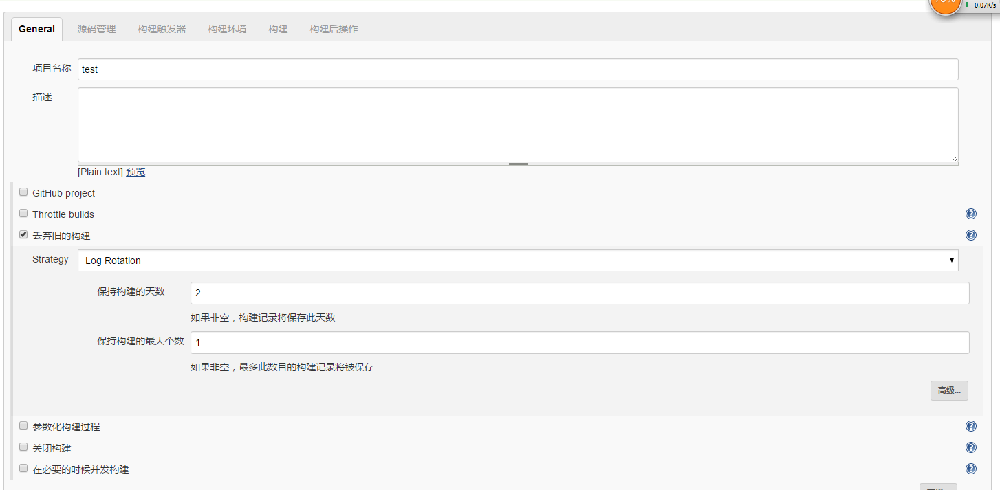 0.07K/s
General 源码管理 构建触发器 构建环境 构建 构建后操作
项目名称 test
描述
[Plain text] 预览
GitHub project
Throttle builds
丢弃旧的构建
Strategy Log Rotation
保持构建的天数 2
如果非空，构建记录将保存此天数
保持构建的最大个数 1
如果非空，最多此数目的构建记录将被保存
高级...
参数化构建过程
关闭构建
在必要的时候并发构建